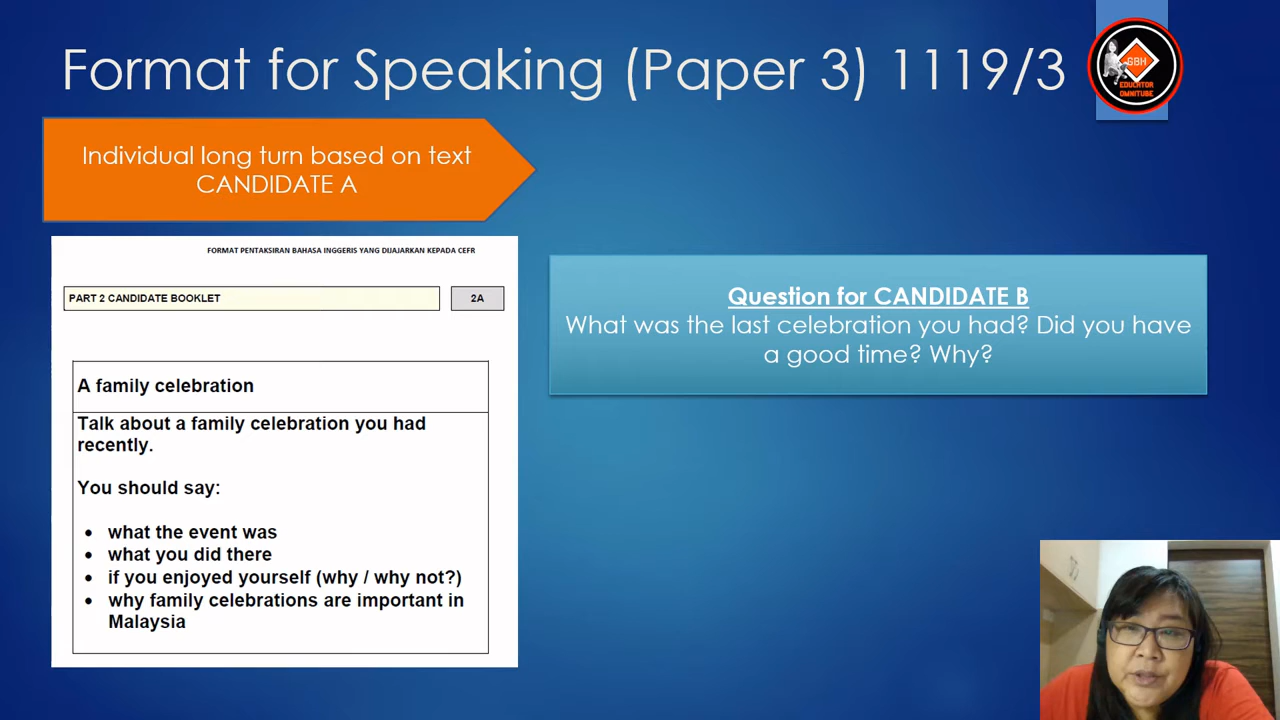 Format for Speaking (Paper 3) 1119/3
GBH
EDUCATOR
OMNITUBE
Individual long turn based on text
CANDIDATE A
FORMAT PENTAKSIRAN BAHASA INGGERIS YANG DIJAJARKAN KEPADA CEFR
PART 2 CANDIDATE BOOKLET
2A
A family celebration
Talk about a family celebration you had
recently.
You should say:
• what the event was
• what you did there
• if you enjoyed yourself (why / why not?)
• why family celebrations are important in
Malaysia
Question for CANDIDATE B
What was the last celebration you had? Did you have
a good time? Why?